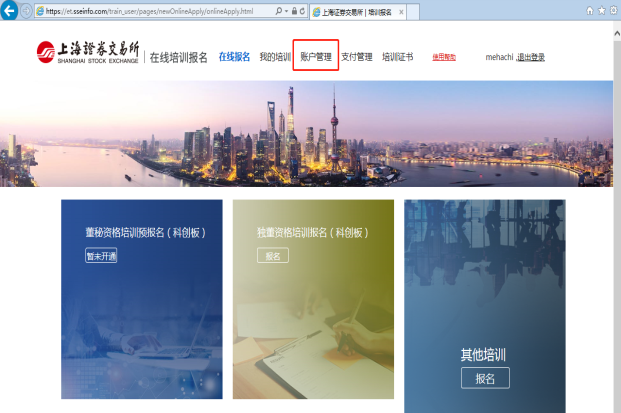 https://et.sseinfo.com/train_user/pages/newOnlineApply/onlineApply.html
上海证券交易所 | 培训报名
上海證券交易所
SHANGHAI STOCK EXCHANGE
在线培训报名
在线报名 我的培训 账户管理 支付管理 培训证书 使用帮助 mehachi ,退出登录
董秘资格培训预报名（科创板）
暂未开通
独董资格培训报名（科创板）
报名
其他培训
报名